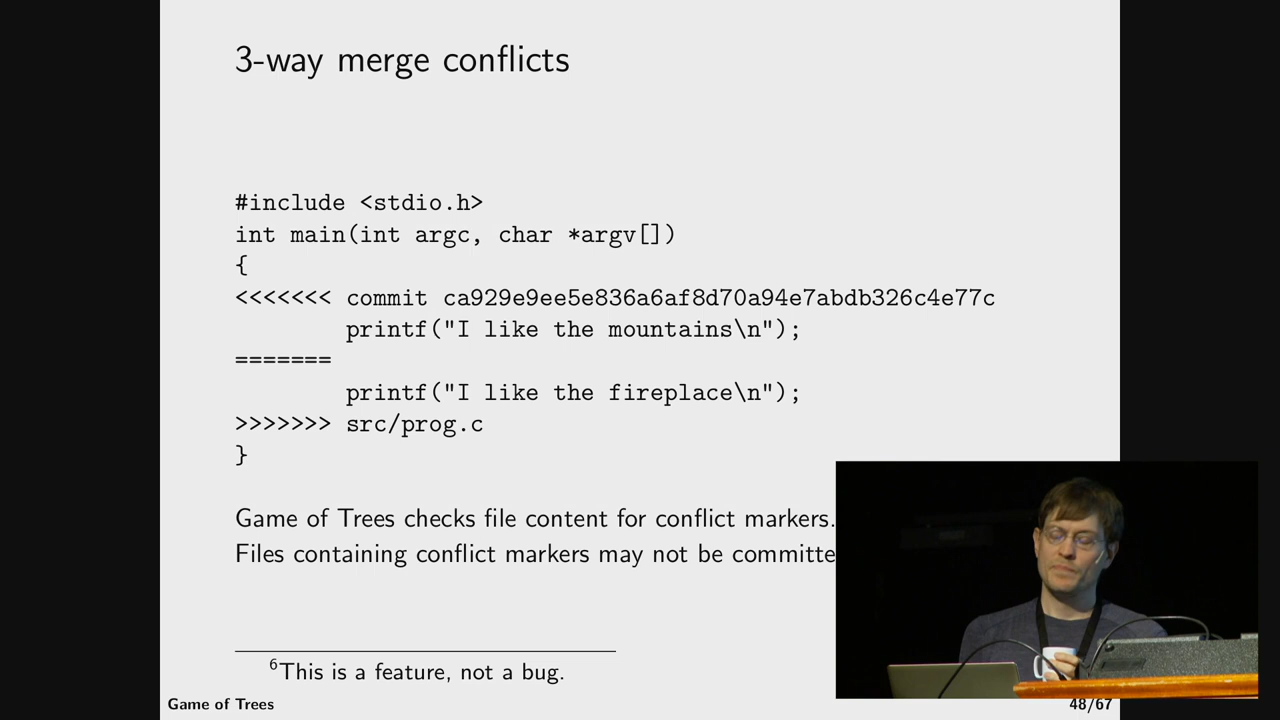 3-way merge conflicts
#include <stdio.h>
int main(int argc, char *argv[])
{
<<<<<<< commit ca929e9ee5e836a6af8d70a94e7abdb326c4e77c
        printf("I like the mountains\n");
=======
        printf("I like the fireplace\n");
>>>>>>> src/prog.c
}
Game of Trees checks file content for conflict markers.
Files containing conflict markers may not be committe
6This is a feature, not a bug.
Game of Trees
48/67